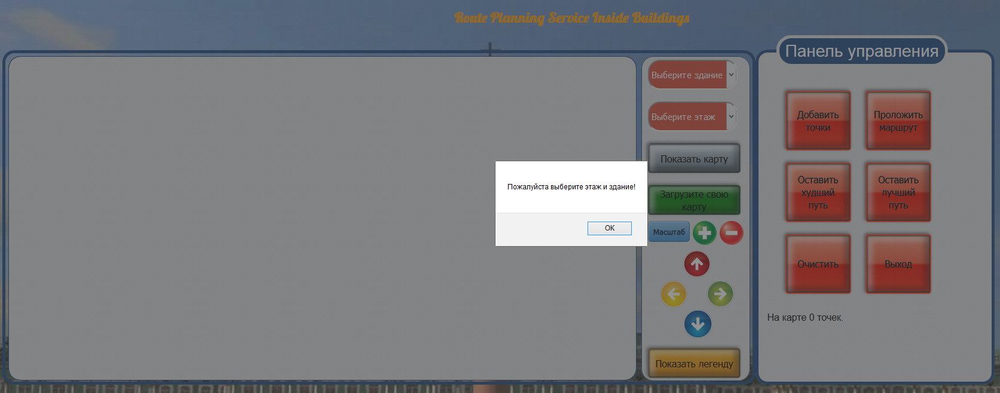 Route Planning Service Inside Buildings
Панель управления
Выберите здание
Выберите этаж
Показать карту
Загрузите свою
карту
Масштаб
Показать легенду
Пожалуйста выберите этаж и здание!
ОК
Добавить
точки
Проложить
маршрут
Оставить
худший
путь
Оставить
лучший
путь
Очистить
Выход
На карте 0 точек.